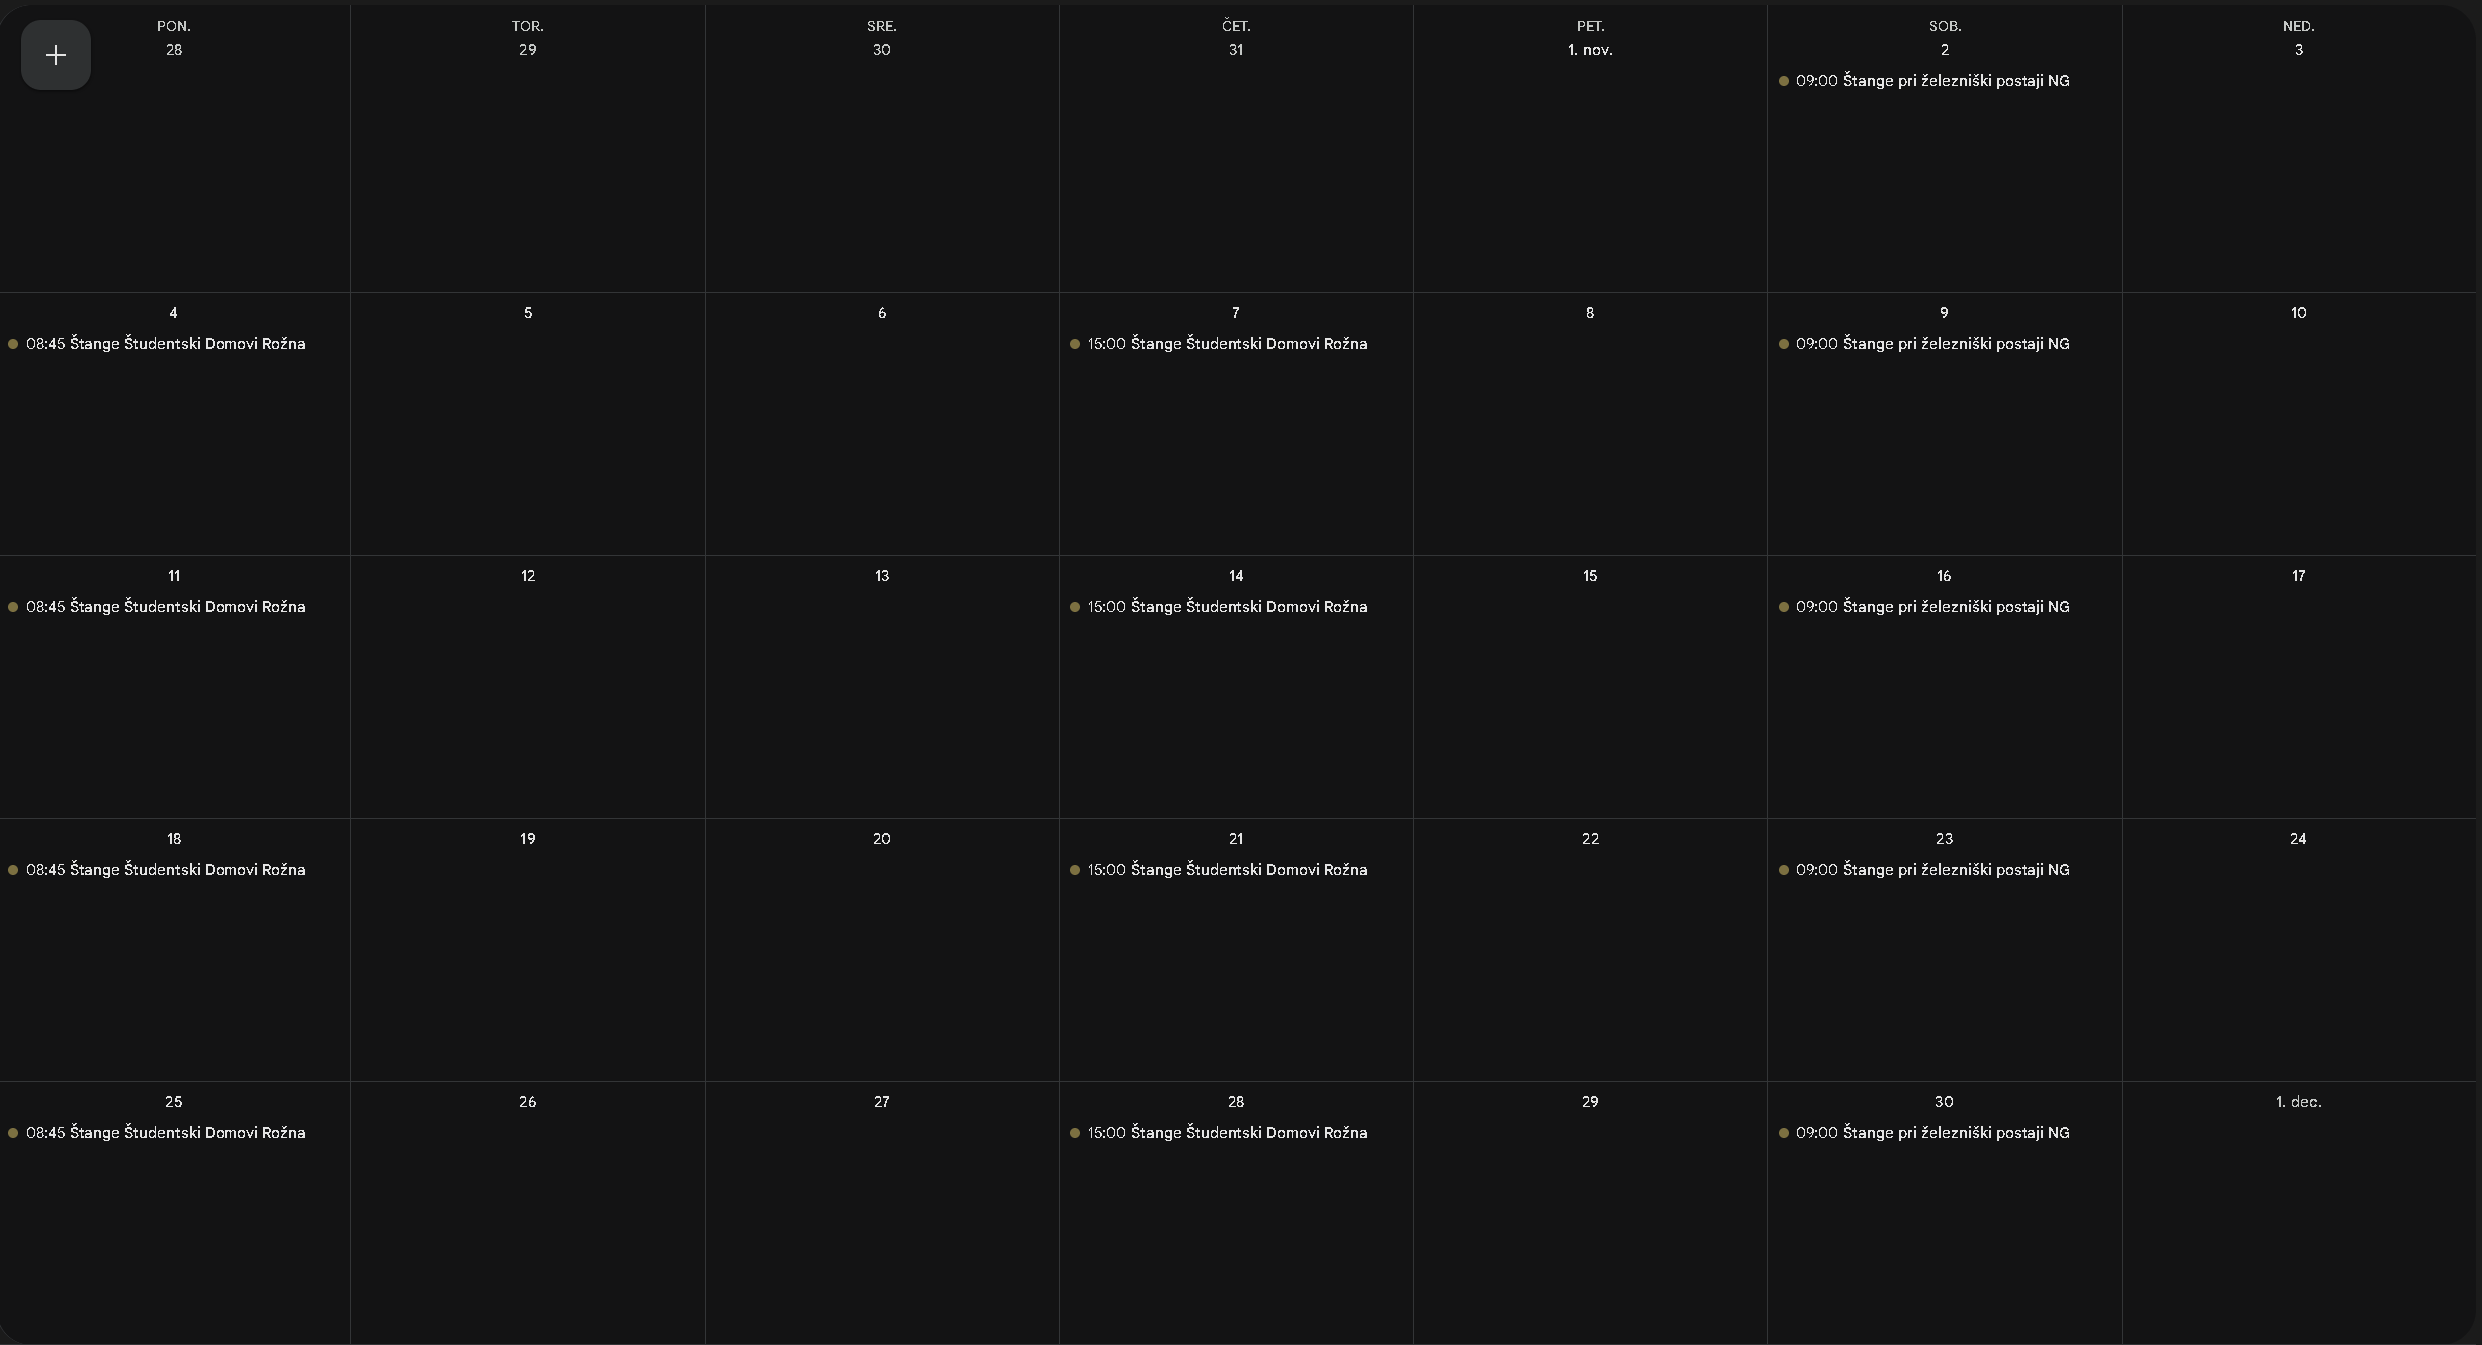 PON.
TOR.
SRE.
ČET.
PET.
SOB.
NED.
28
29
30
31
1. nov.
2
3
09:00 Štange pri železniški postaji NG
4
5
6
7
8
9
10
08:45 Štange Študentski Domovi Rožna
15:00 Štange Študentski Domovi Rožna
09:00 Štange pri železniški postaji NG
11
12
13
14
15
16
17
08:45 Štange Študentski Domovi Rožna
15:00 Štange Študentski Domovi Rožna
09:00 Štange pri železniški postaji NG
18
19
20
21
22
23
24
08:45 Štange Študentski Domovi Rožna
15:00 Štange Študentski Domovi Rožna
09:00 Štange pri železniški postaji NG
25
26
27
28
29
30
1. dec.
08:45 Štange Študentski Domovi Rožna
15:00 Štange Študentski Domovi Rožna
09:00 Štange pri železniški postaji NG